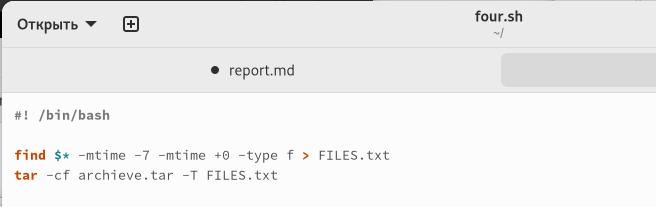 Открыть
four.sh
~/
report.md
#! /bin/bash
find $* -mtime -7 -mtime +0 -type f > FILES.txt
tar -cf archieve.tar -T FILES.txt